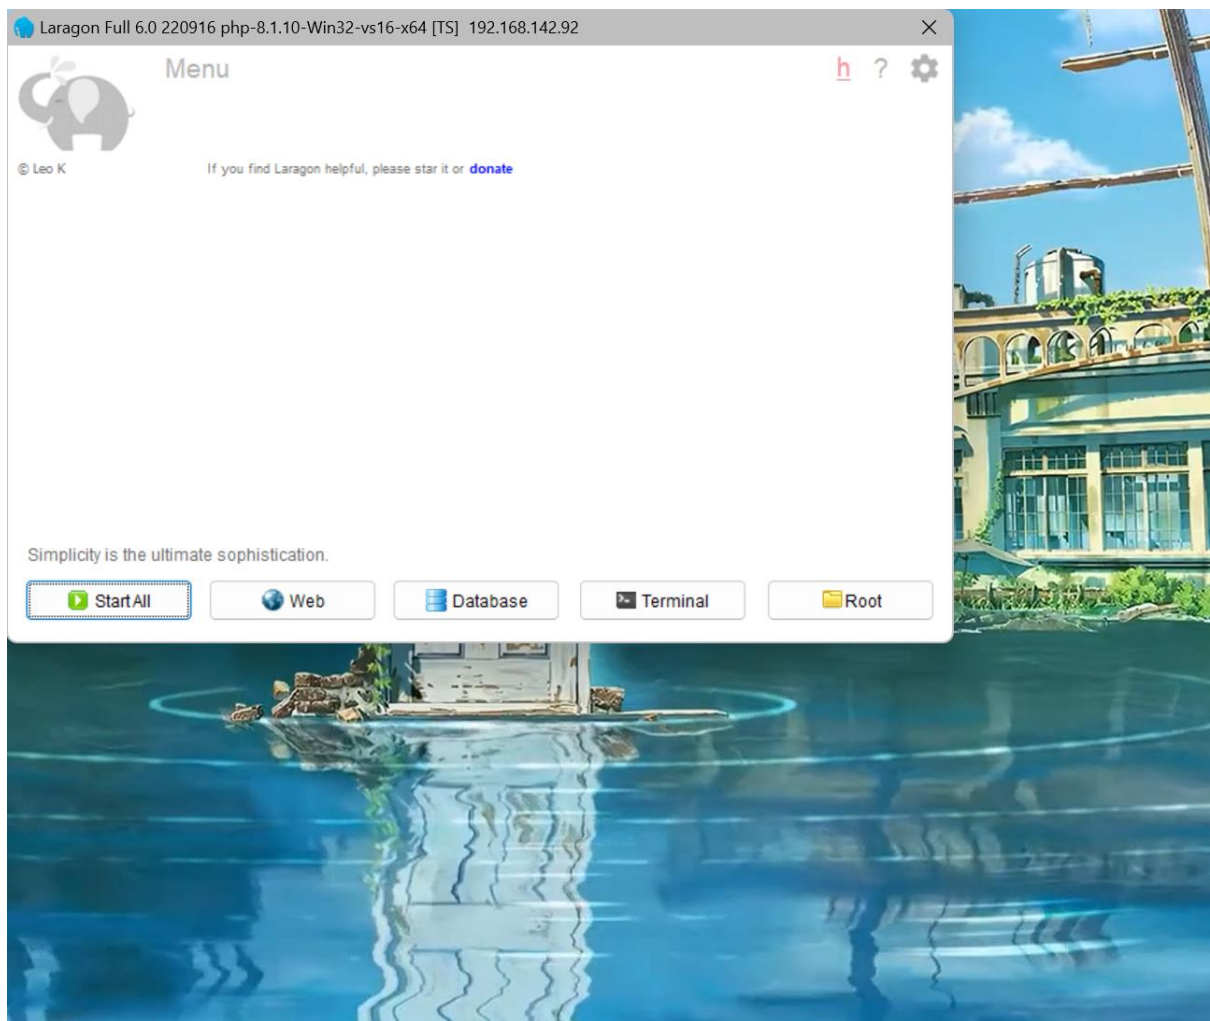 Laragon Full 6.0 220916 php-8.1.10-Win32-vs16-x64 [TS] 192.168.142.92
Menu
h ?
© Leo K
If you find Laragon helpful, please star it or donate
Simplicity is the ultimate sophistication.
Start All Web Database Terminal Root